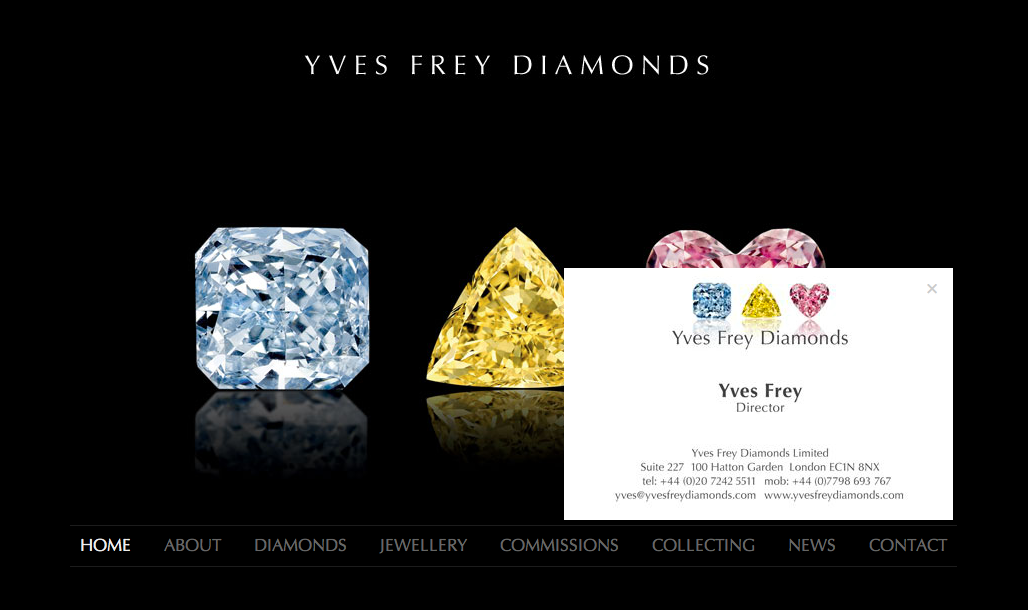 YVES FREY DIAMONDS
Yves Frey Diamonds
Yves Frey
Director
Yves Frey Diamonds Limited
Suite 227 100 Hatton Garden London EC1N 8NX
tel: +44 (0)20 7242 5511 mob: +44 (0)7798 693 767
yves@yvesfreydiamonds.com www.yvesfreydiamonds.com
HOME ABOUT DIAMONDS JEWELLERY COMMISSIONS COLLECTING NEWS CONTACT